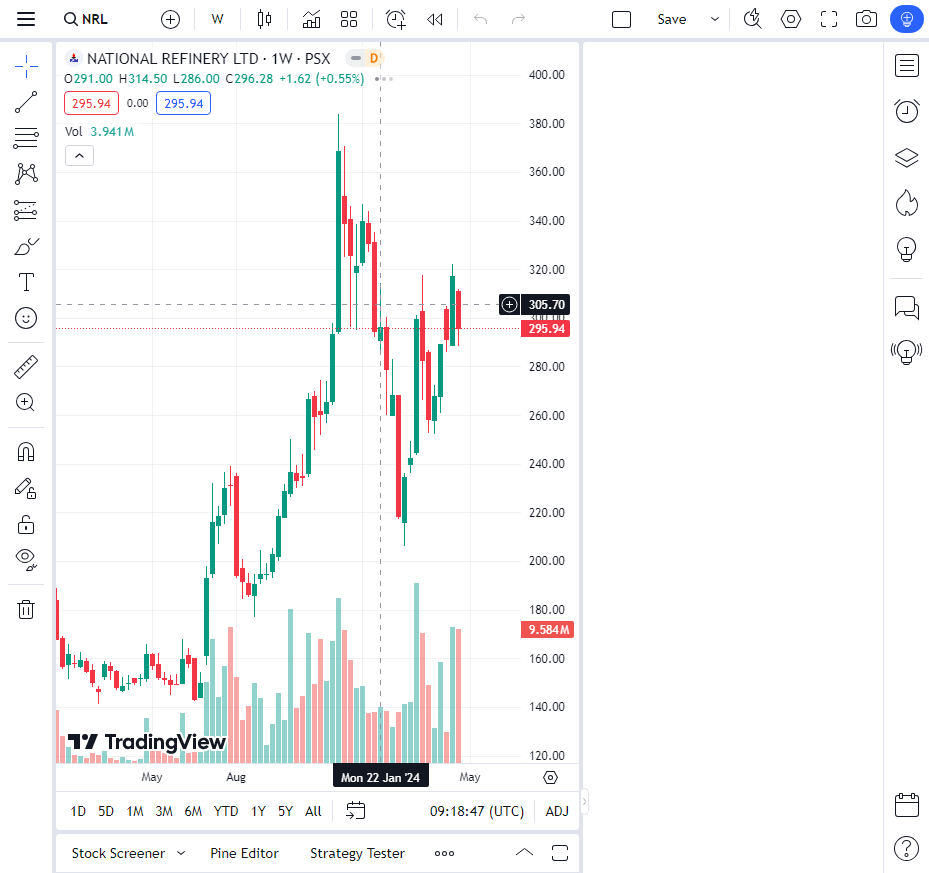 NRL W Save
NATIONAL REFINERY LTD · 1W · PSX D
O291.00 H314.50 L286.00 C296.28 +1.62 (+0.55%)
295.94 0.00 295.94
Vol 3.941M
400.00
380.00
360.00
340.00
320.00
305.70
300.00
295.94
280.00
260.00
240.00
220.00
200.00
180.00
9.584M
160.00
140.00
120.00
TradingView
May Aug Mon 22 Jan '24 May
1D 5D 1M 3M 6M YTD 1Y 5Y All 09:18:47 (UTC) ADJ
Stock Screener Pine Editor Strategy Tester